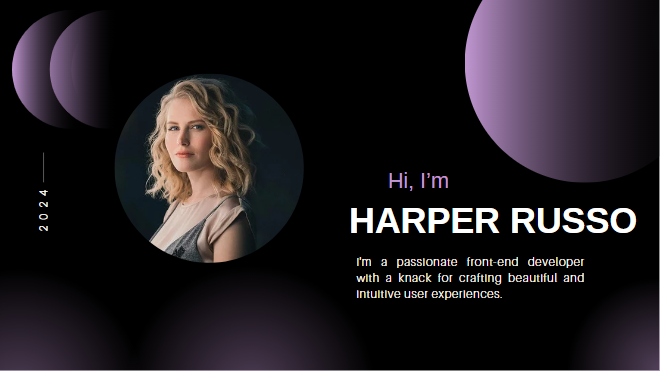 2024
Hi, I'm
HARPER RUSSO
I'm a passionate front-end developer
with a knack for crafting beautiful and
intuitive user experiences.